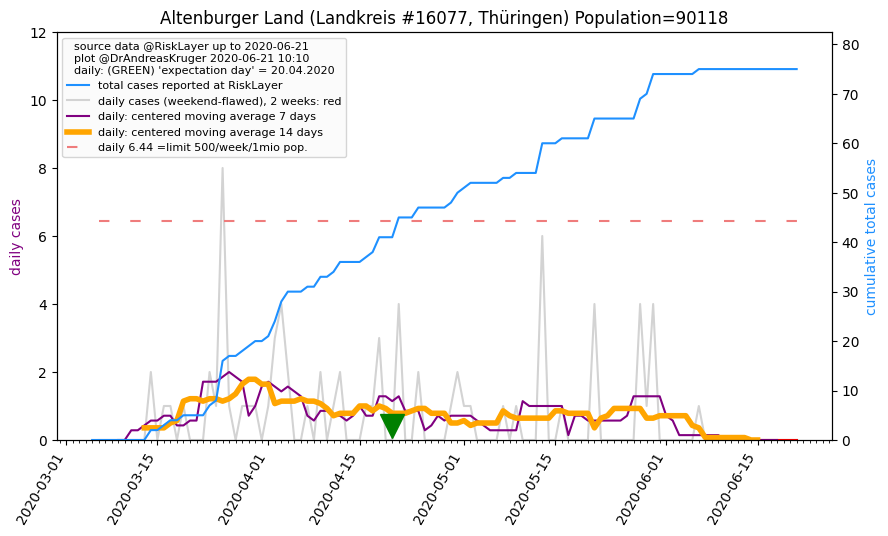 Altenburger Land (Landkreis #16077, Thüringen) Population=90118
source data @RiskLayer up to 2020-06-21
plot @DrAndreasKruger 2020-06-21 10:10
daily: (GREEN) 'expectation day' = 20.04.2020
total cases reported at RiskLayer
daily cases (weekend-flawed), 2 weeks: red
daily: centered moving average 7 days
daily: centered moving average 14 days
daily 6.44 =limit 500/week/1mio pop.
daily cases
12
10
8
6
4
2
0
cumulative total cases
80
70
60
50
40
30
20
10
0
2020-03-01
2020-03-15
2020-04-01
2020-04-15
2020-05-01
2020-05-15
2020-06-01
2020-06-15